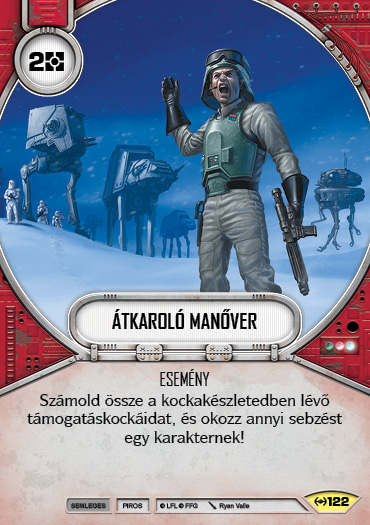 2
ÁTKAROLÓ MANŐVER
ESEMÉNY
Számold össze a kockakészletedben lévő
támogatáskockáidat, és okozz annyi sebzést
egy karakternek!
SEMLEGES PIROS © LFL © FFG Ryan Valle 122